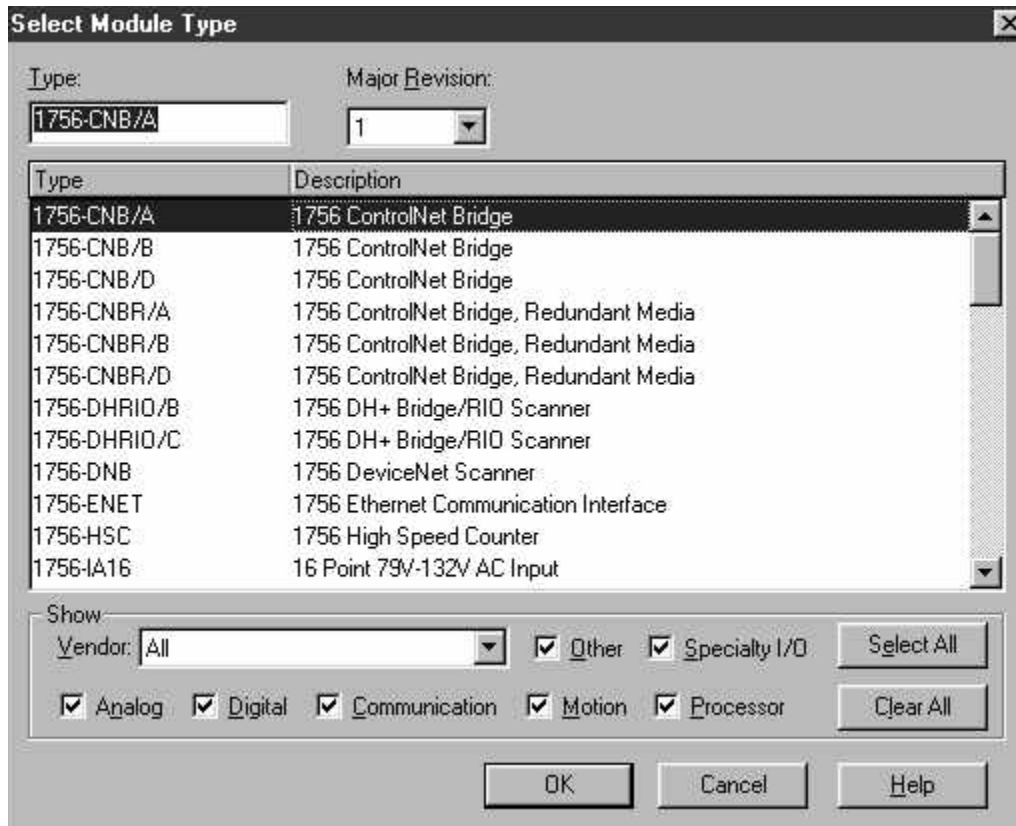 Select Module Type
Type: Major Revision:
1756-CNB/A 1
Type Description
1756-CNB/A 1756 ControlNet Bridge
1756-CNB/B 1756 ControlNet Bridge
1756-CNB/D 1756 ControlNet Bridge
1756-CNBR/A 1756 ControlNet Bridge, Redundant Media
1756-CNBR/B 1756 ControlNet Bridge, Redundant Media
1756-CNBR/D 1756 ControlNet Bridge, Redundant Media
1756-DHRIO/B 1756 DH+ Bridge/RIO Scanner
1756-DHRIO/C 1756 DH+ Bridge/RIO Scanner
1756-DNB 1756 DeviceNet Scanner
1756-ENET 1756 Ethernet Communication Interface
1756-HSC 1756 High Speed Counter
1756-IA16 16 Point 79V-132V AC Input
Show
Vendor: All Other Specialty I/O Select All
Analog Digital Communication Motion Processor Clear All
OK Cancel Help